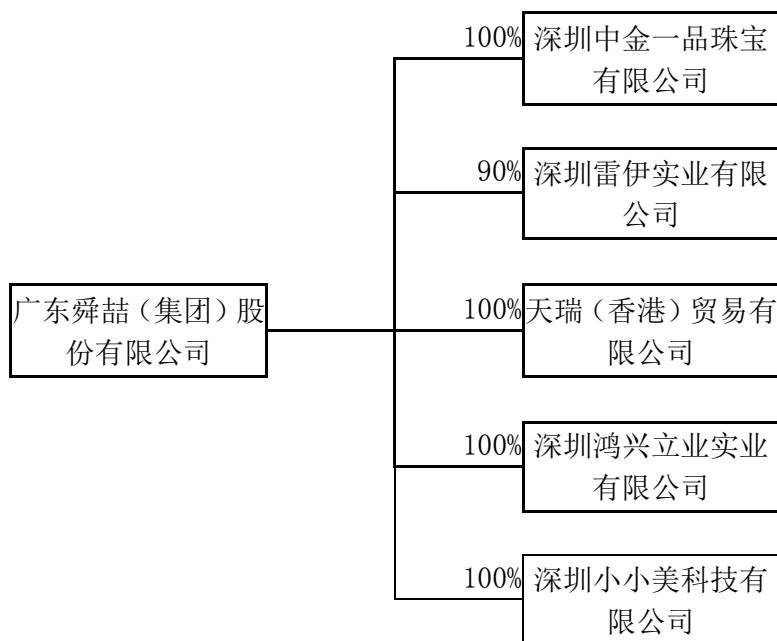 100%
深圳中金一品珠宝
有限公司
90%
深圳雷伊实业有限
公司
广东舜喆（集团）股
份有限公司
100%
天瑞（香港）贸易有
限公司
100%
深圳鸿兴立业实业
有限公司
100%
深圳小小美科技有
限公司